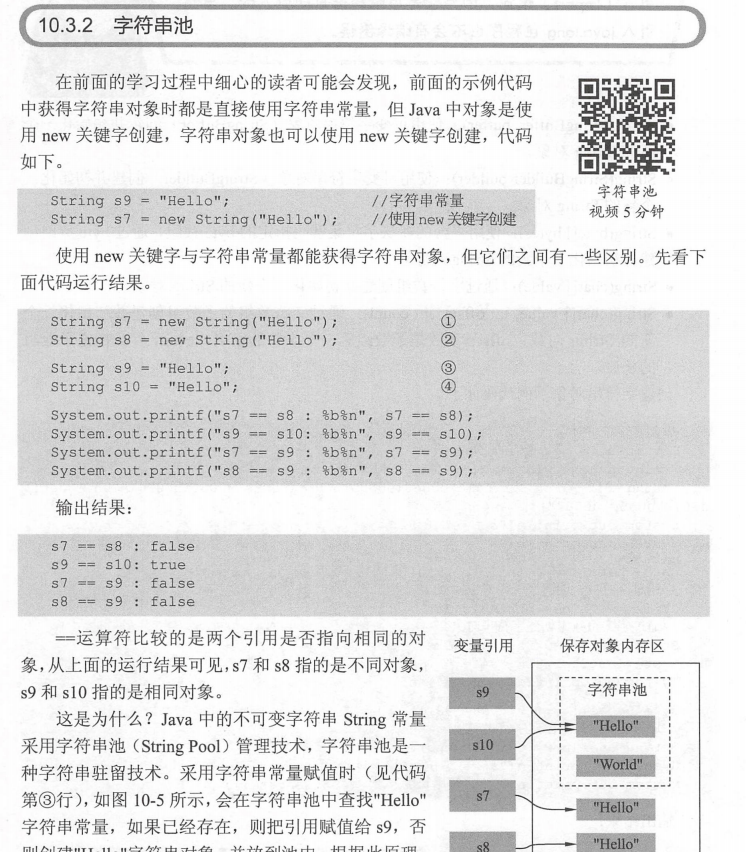 10.3.2 字符串池
在前面的学习过程中细心的读者可能会发现，前面的示例代码
中获得字符串对象时都是直接使用字符串常量，但 Java 中对象是使
用 new 关键字创建，字符串对象也可以使用 new 关键字创建，代码
如下。
字符串池
视频 5 分钟
String s9 = "Hello"; //字符串常量
String s7 = new String("Hello"); //使用 new 关键字创建
使用 new 关键字与字符串常量都能获得字符串对象，但它们之间有一些区别。先看下
面代码运行结果。
String s7 = new String("Hello"); ①
String s8 = new String("Hello"); ②
String s9 = "Hello"; ③
String s10 = "Hello"; ④
System.out.printf("s7 == s8 : %b%n", s7 == s8);
System.out.printf("s9 == s10: %b%n", s9 == s10);
System.out.printf("s7 == s9 : %b%n", s7 == s9);
System.out.printf("s8 == s9 : %b%n", s8 == s9);
输出结果：
s7 == s8 : false
s9 == s10: true
s7 == s9 : false
s8 == s9 : false
==运算符比较的是两个引用是否指向相同的对
象，从上面的运行结果可见，s7 和 s8 指的是不同对象，
s9 和 s10 指的是相同对象。
这是为什么？Java 中的不可变字符串 String 常量
采用字符串池（String Pool）管理技术，字符串池是一
种字符串驻留技术。采用字符串常量赋值时（见代码
第③行），如图 10-5 所示，会在字符串池中查找"Hello"
字符串常量，如果已经存在，则把引用赋值给 s9，否
则创建"Hello"字符串对象，并放到池中。根据此原理
变量引用
保存对象内存区
字符串池
s9
"Hello"
s10
"World"
s7
"Hello"
s8
"Hello"